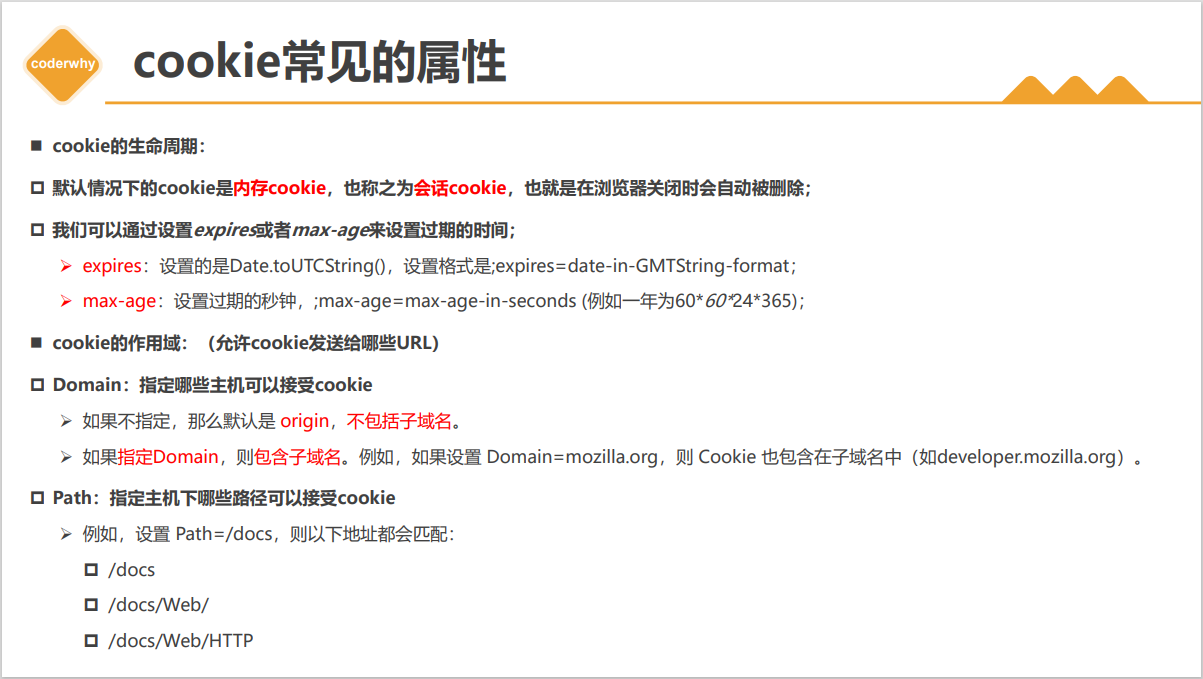 coderwhy
cookie常见的属性
cookie的生命周期：
默认情况下的cookie是内存cookie，也称之为会话cookie，也就是在浏览器关闭时会自动被删除；
我们可以通过设置expires或者max-age来设置过期的时间；
expires：设置的是Date.toUTCString()，设置格式是;expires=date-in-GMTString-format；
max-age：设置过期的秒钟，;max-age=max-age-in-seconds (例如一年为60*60*24*365)；
cookie的作用域：（允许cookie发送给哪些URL）
Domain：指定哪些主机可以接受cookie
如果不指定，那么默认是 origin，不包括子域名。
如果指定Domain，则包含子域名。例如，如果设置 Domain=mozilla.org，则 Cookie 也包含在子域名中（如developer.mozilla.org）。
Path：指定主机下哪些路径可以接受cookie
例如，设置 Path=/docs，则以下地址都会匹配：
/docs
/docs/Web/
/docs/Web/HTTP